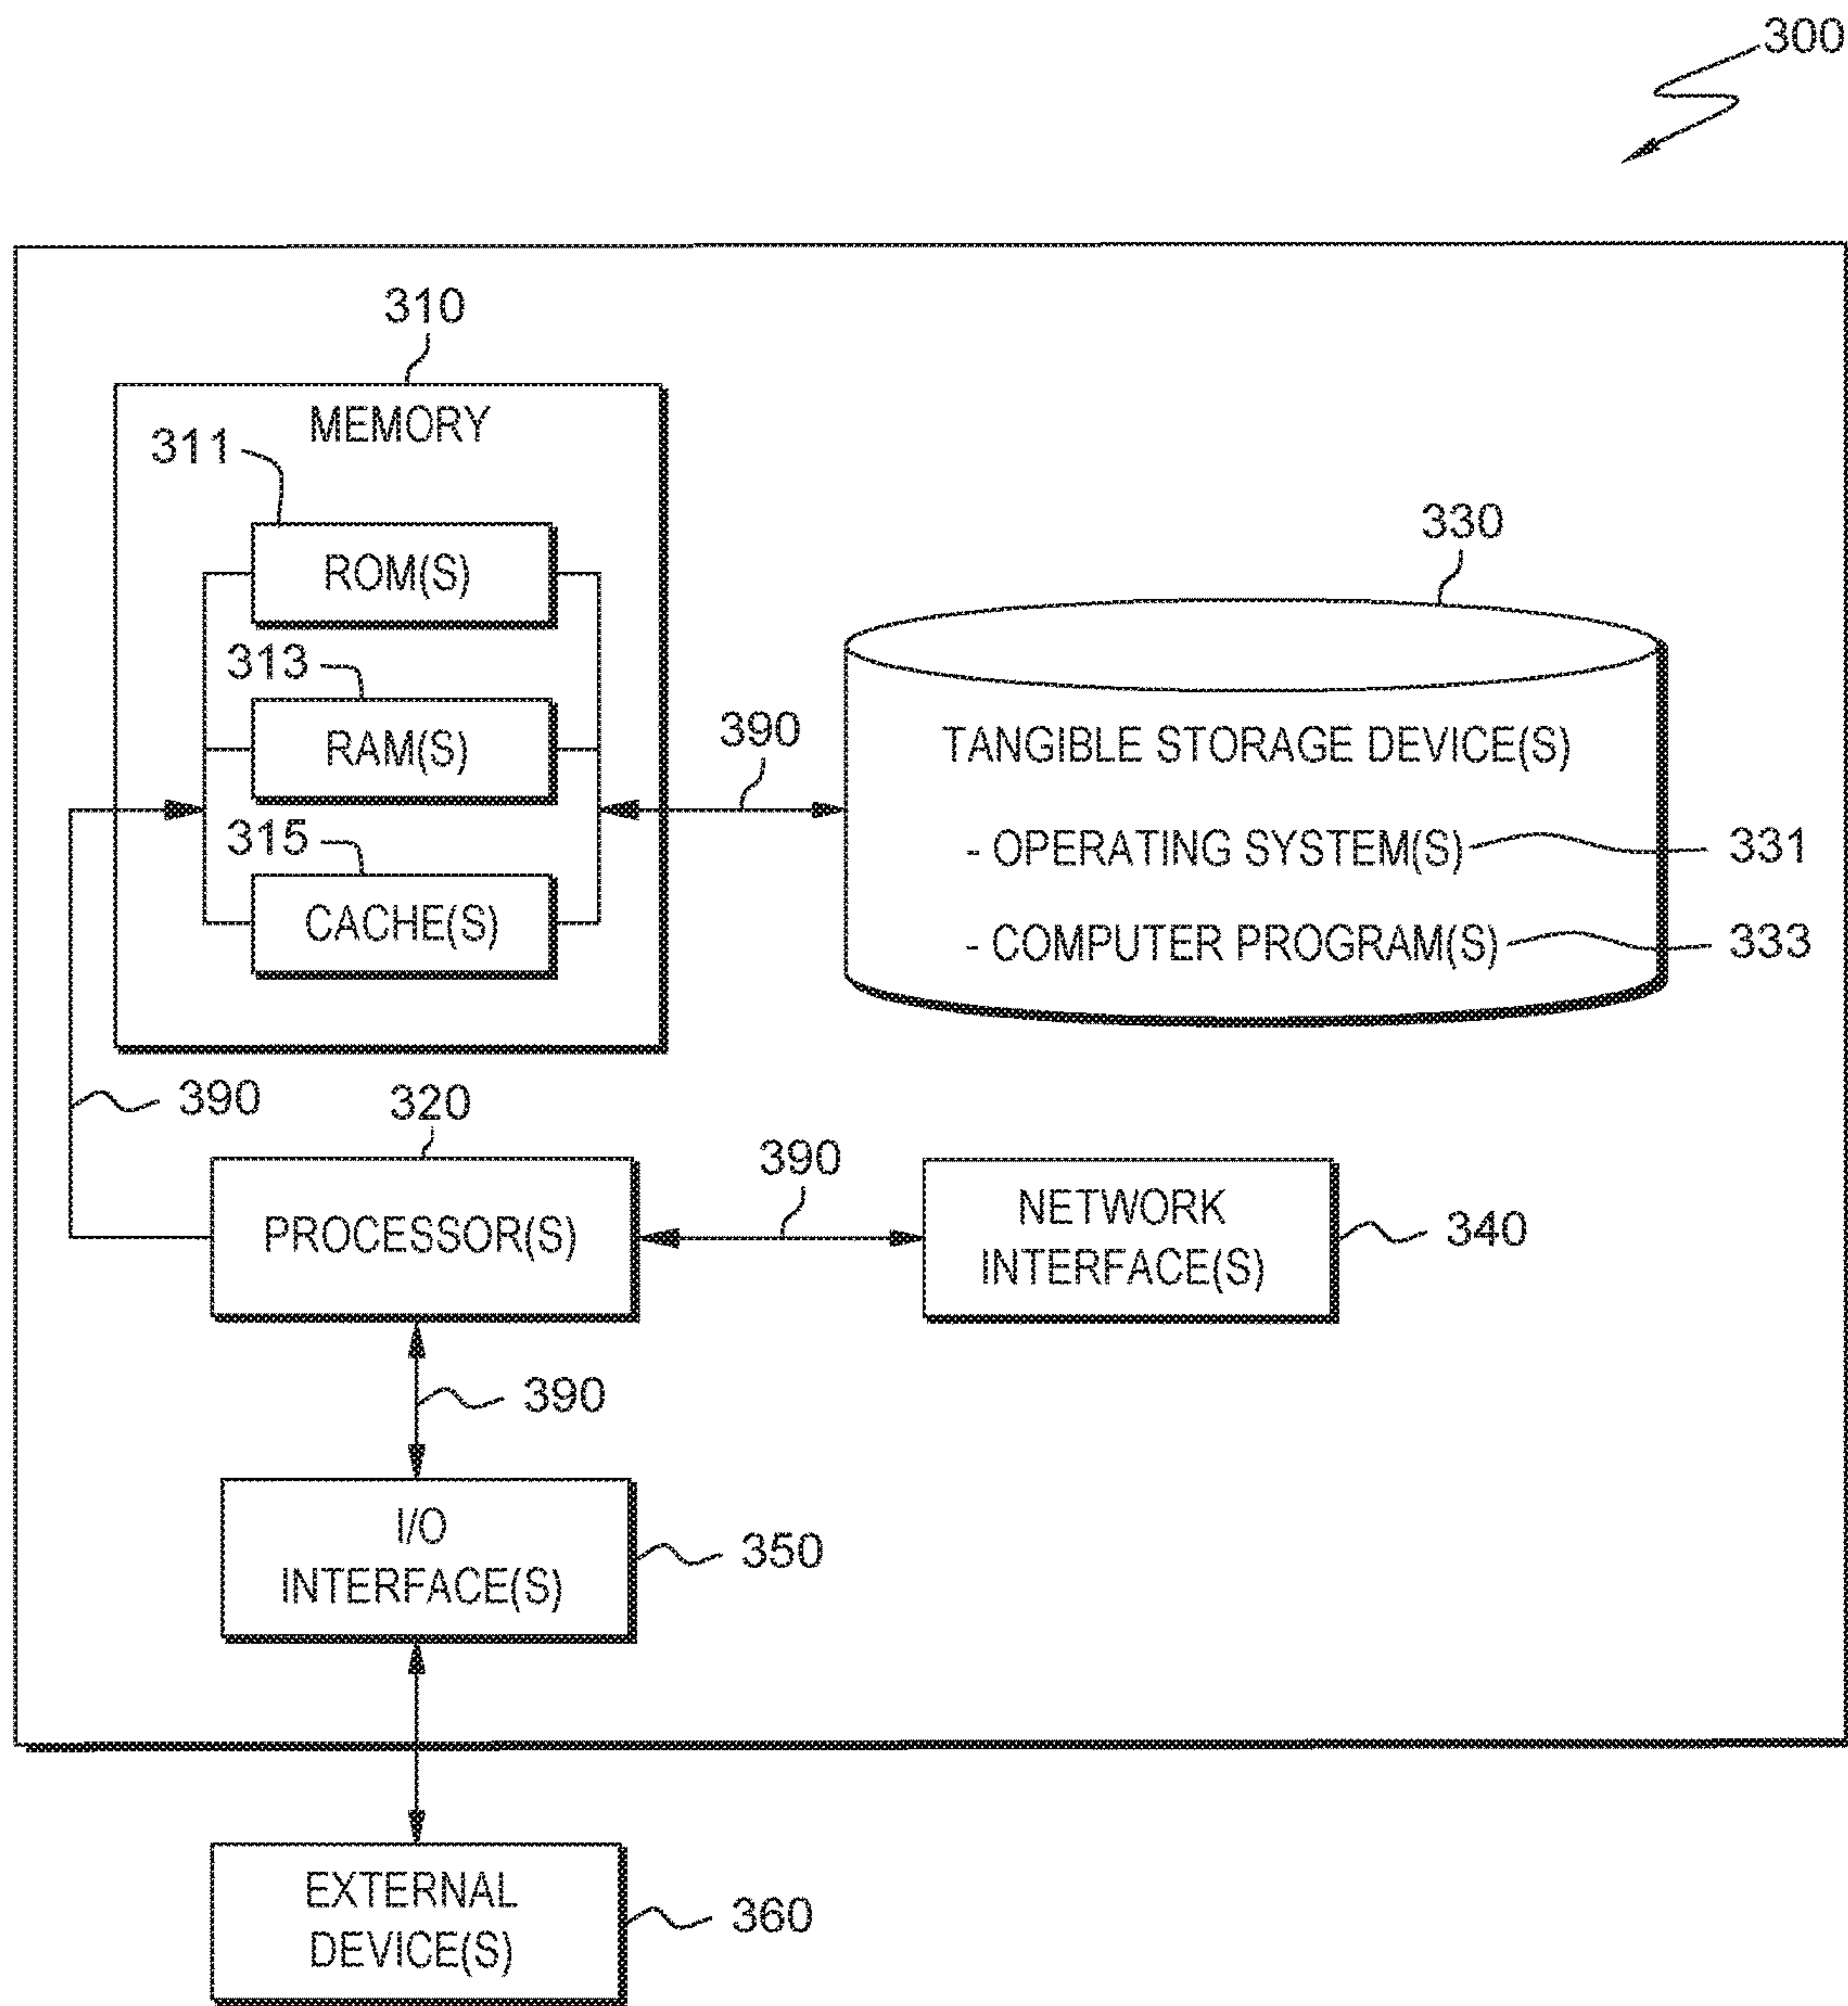 300
310
MEMORY
311
ROM(S)
313
RAM(S)
315
CACHE(S)
390
330
TANGIBLE STORAGE DEVICE(S)
- OPERATING SYSTEM(S)
331
- COMPUTER PROGRAM(S)
333
390
320
PROCESSOR(S)
390
NETWORK
INTERFACE(S)
340
390
I/O
INTERFACE(S)
350
EXTERNAL
DEVICE(S)
360